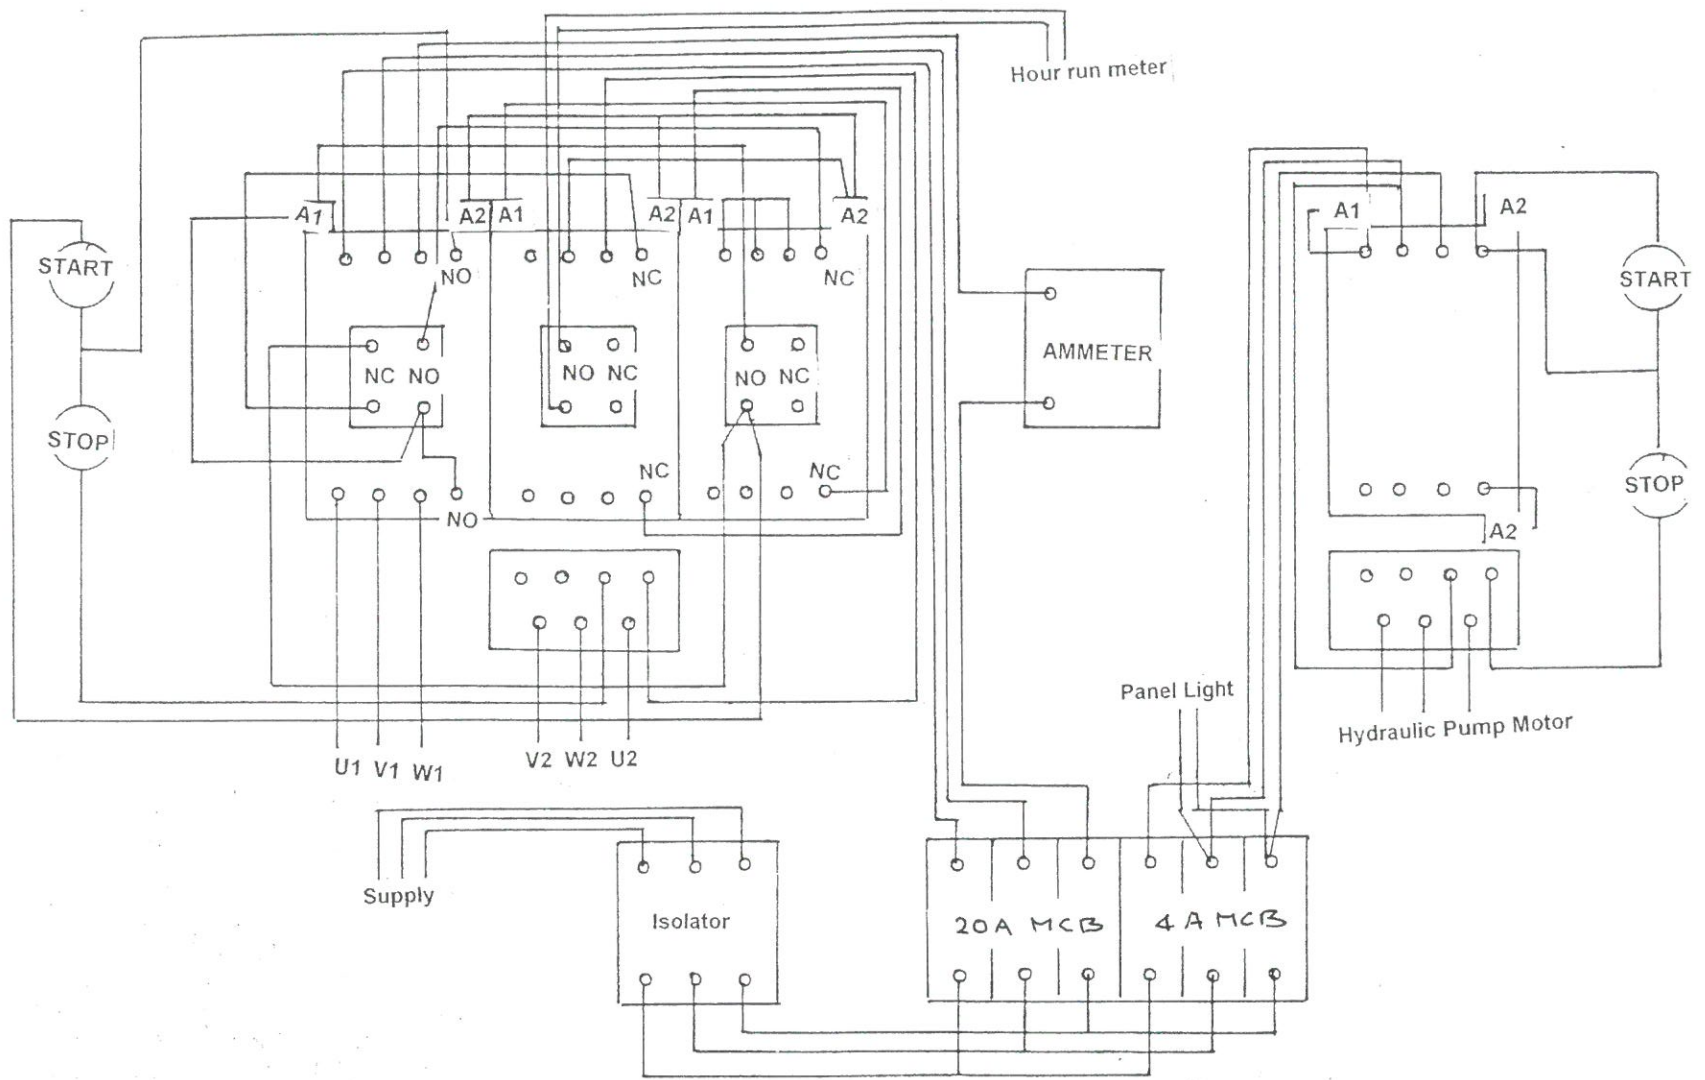 Hour run meter
A1
A2 A1
A2 A1
A2
A1
A2
START
NO
NC
NC
START
NC NO
NO NC
NO NC
AMMETER
STOP
NC
NC
STOP
NO
A2
Panel Light
Hydraulic Pump Motor
U1 V1 W1
V2 W2 U2
Supply
Isolator
20A MCB
4A MCB